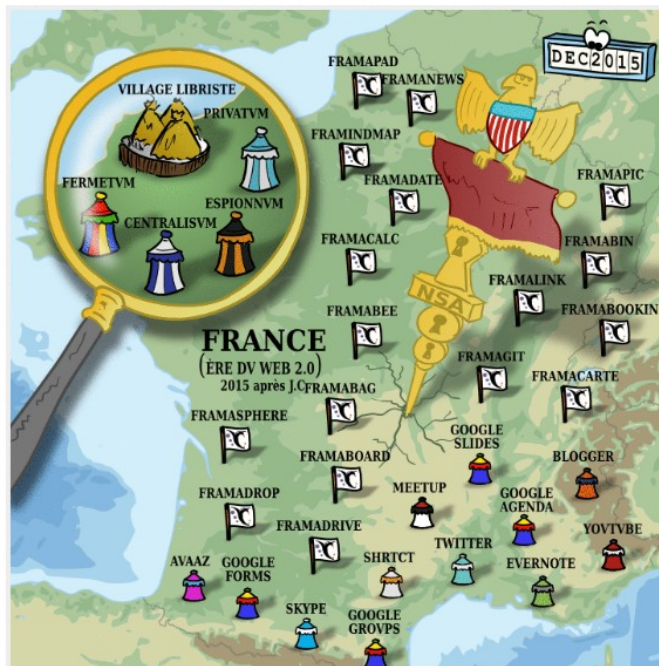 DEC2015
FRAMAPAD
FRAMANEWS
VILLAGE LIBRISTE
PRIVATVM
FRAMINDMAP
FERMETVM
ESPIONNVM
FRAMADATE
FRAMAPIC
CENTRALISVM
FRAMACALC
FRAMABIN
FRAMALINK
NSA
FRAMABEE
FRAMABOOKIN
FRANCE
(ÈRE DV WEB 2.0)
2015 après J.C
FRAMAGIT
FRAMACARTE
FRAMABAG
FRAMASPHERE
GOOGLE
SLIDES
FRAMABOARD
BLOGGER
MEETUP
FRAMADROP
GOOGLE
AGENDA
FRAMADRIVE
YOVTVBE
TWITTER
AVAAZ
GOOGLE
FORMS
SHRTCT
EVERNOTE
SKYPE
GOOGLE
GROVPS